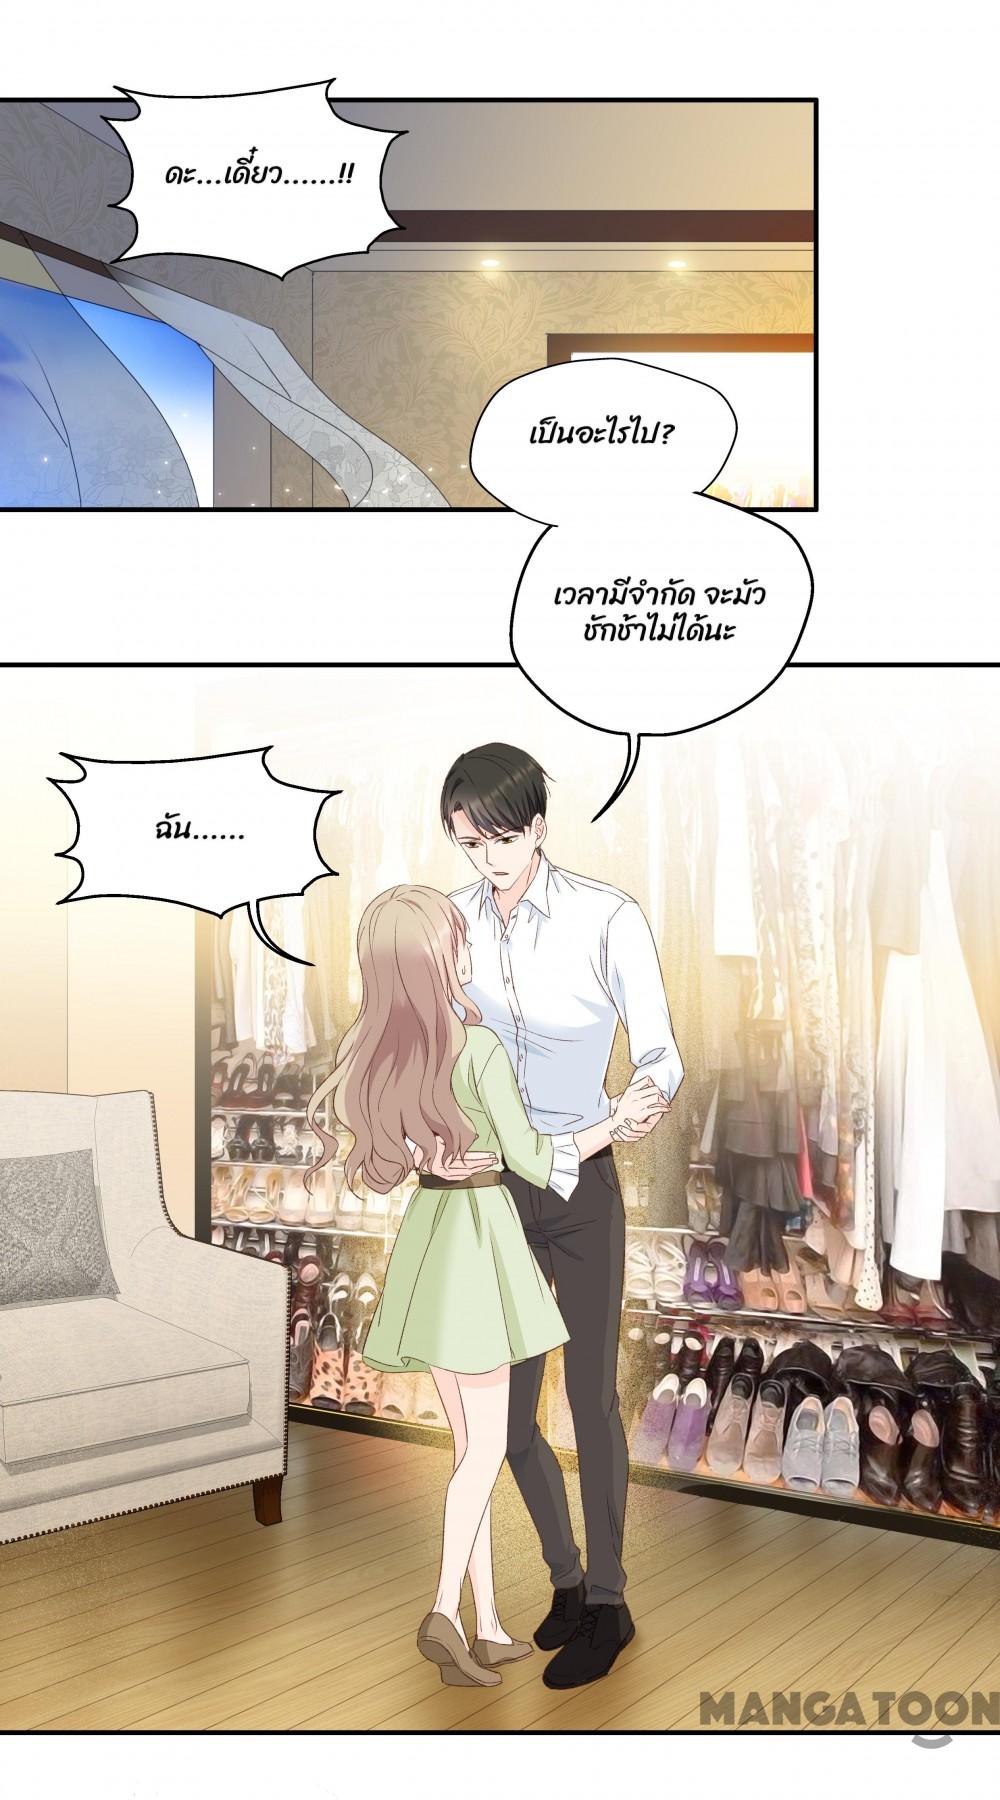 ดะ...เดี๋ยว......!!
เป็นอะไรไป?
เวลามีจำกัด จะมัว
ชักช้าไม่ได้นะ
ฉัน......
MANGATOON